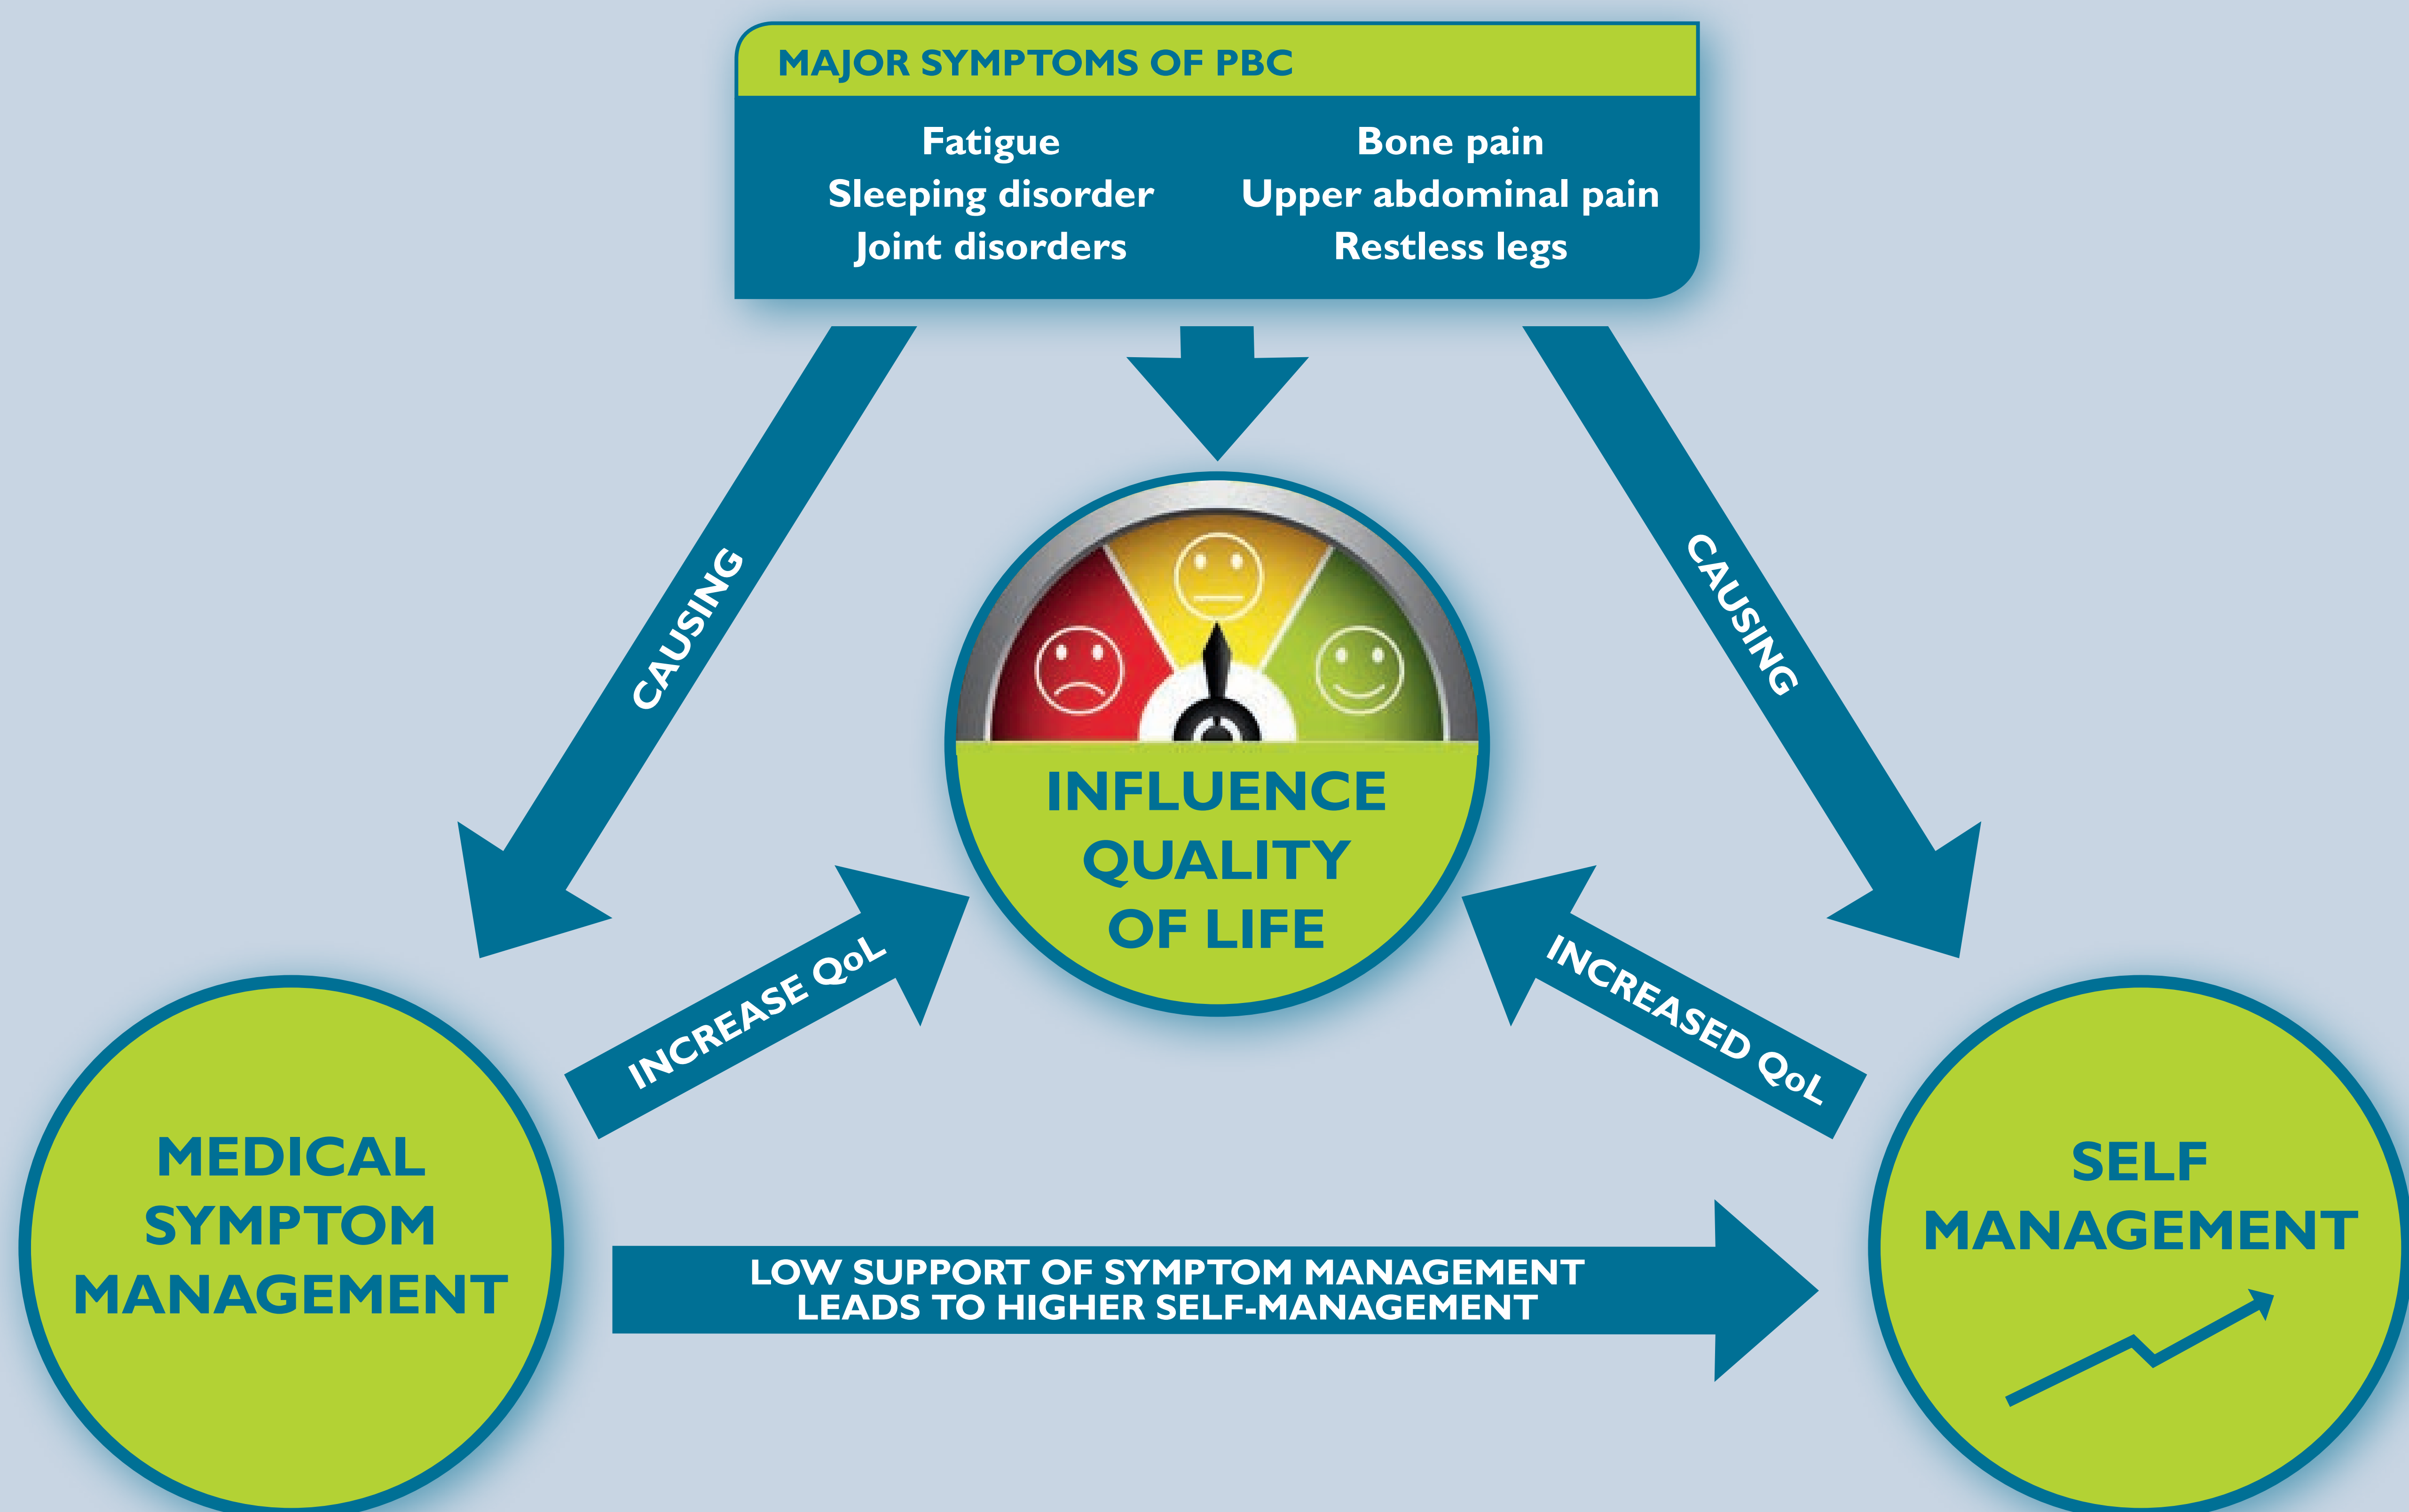 MAJOR SYMPTOMS OF PBC
Fatigue
Sleeping disorder
Joint disorders
Bone pain
Upper abdominal pain
Restless legs
CAUSING
CAUSING
INFLUENCE
QUALITY
OF LIFE
INCREASE QoL
INCREASED QoL
MEDICAL
SYMPTOM
MANAGEMENT
LOW SUPPORT OF SYMPTOM MANAGEMENT
LEADS TO HIGHER SELF-MANAGEMENT
SELF
MANAGEMENT